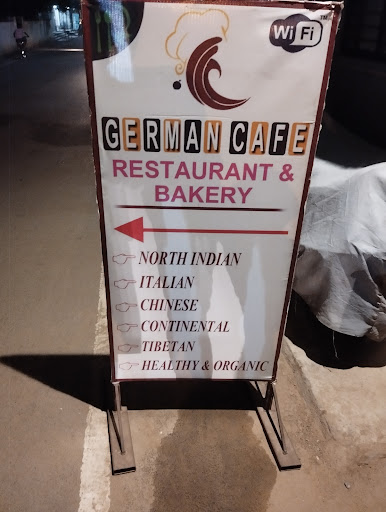 WiFi
GERMAN CAFE
RESTAURANT &
BAKERY
NORTH INDIAN
ITALIAN
CHINESE
CONTINENTAL
TIBETAN
HEALTHY & ORGANIC